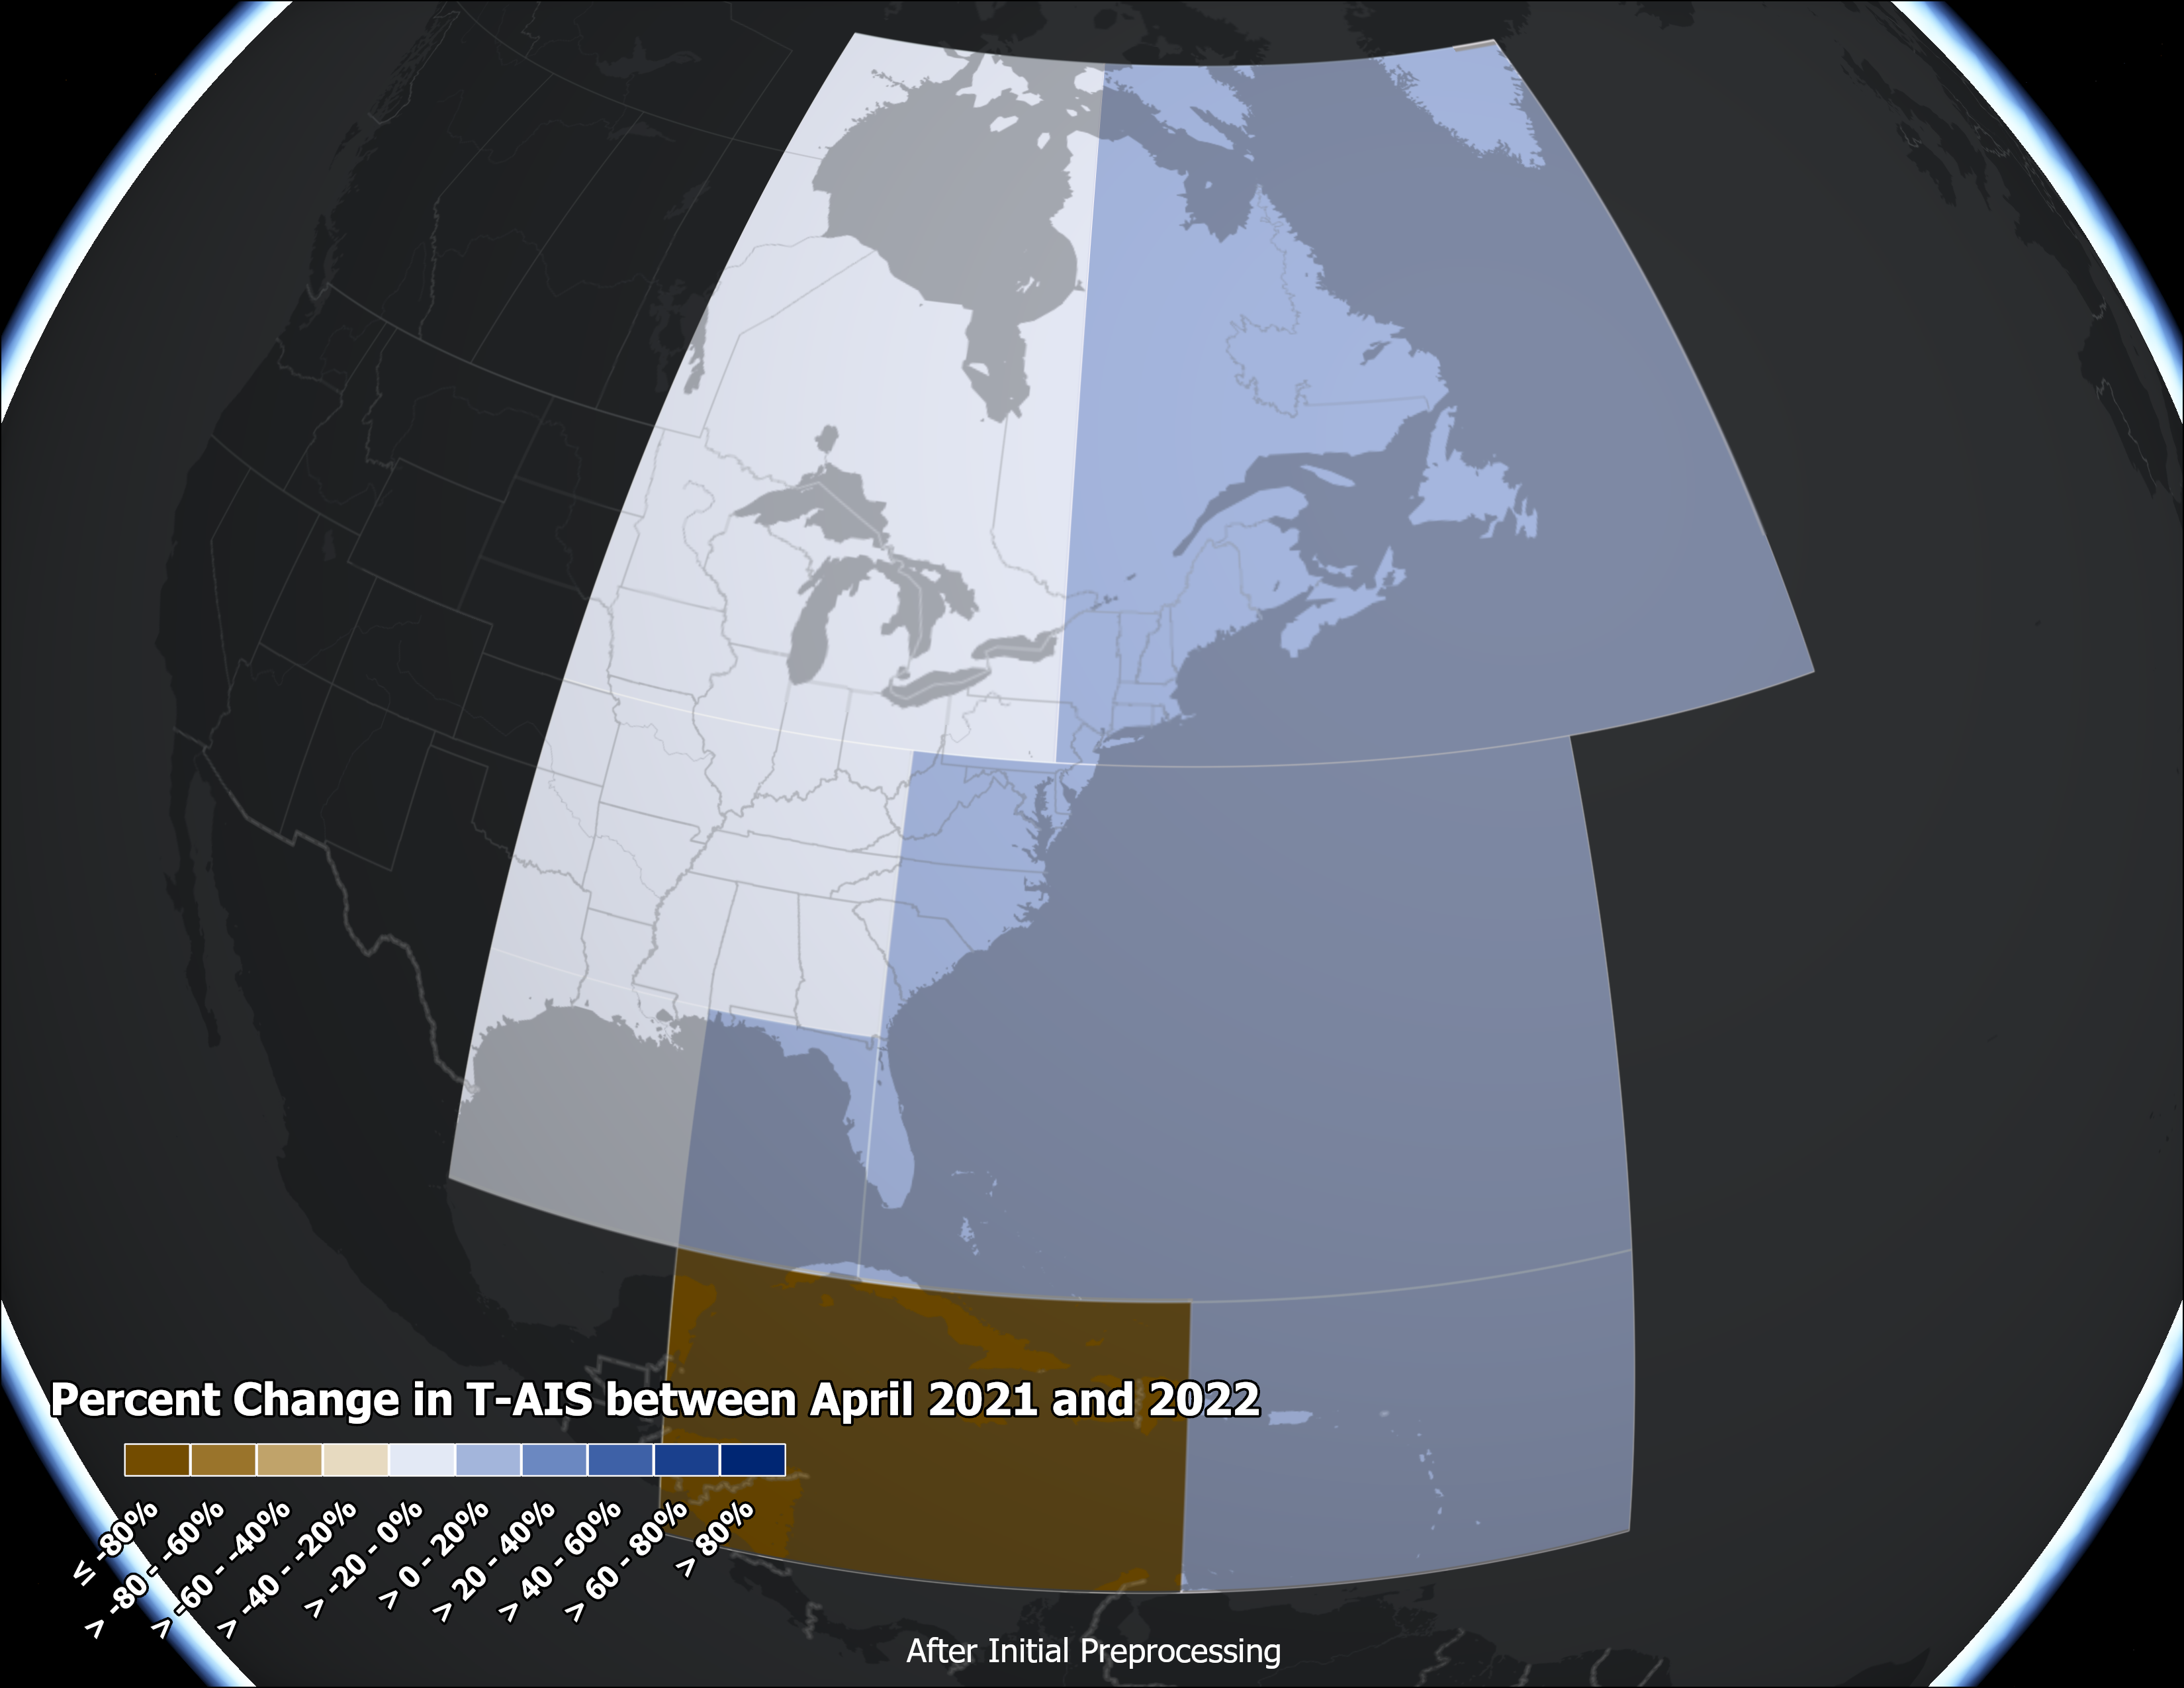 Percent Change in T-AIS between April 2021 and 2022
≤ -80%
> -80 - -60%
> -60 - -40%
> -40 - -20%
> -20 - 0%
> 0 - 20%
> 20 - 40%
> 40 - 60%
> 60 - 80%
> 80%
After Initial Preprocessing